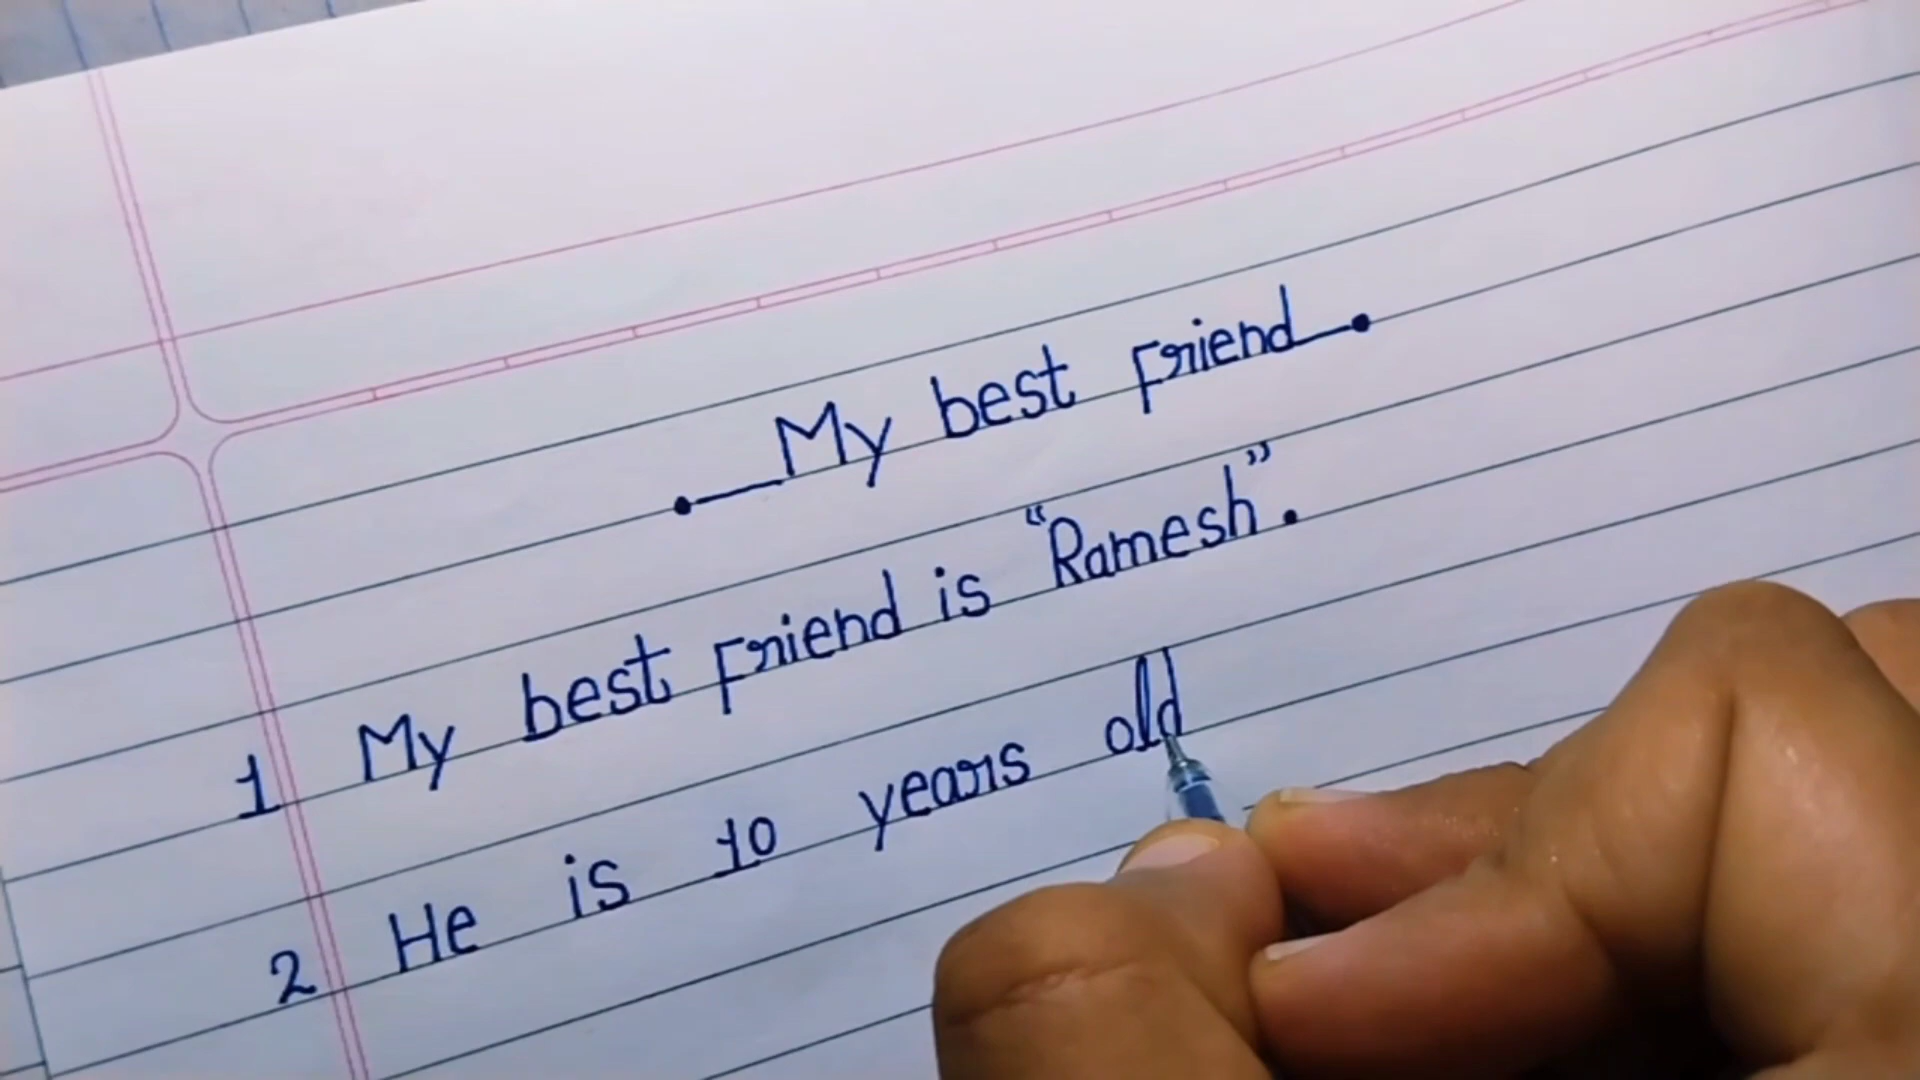 My best Friend
1 My best Friend is "Ramesh".
2 He is 10 years old